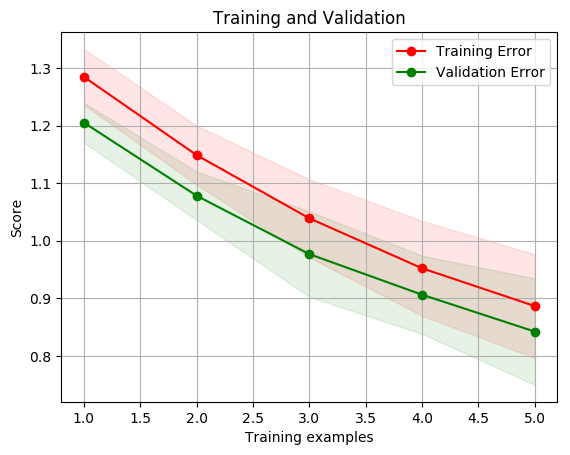 Training and Validation
Training Error
Validation Error
1.3
1.2
1.1
1.0
0.9
0.8
Score
1.0 1.5 2.0 2.5 3.0 3.5 4.0 4.5 5.0
Training examples